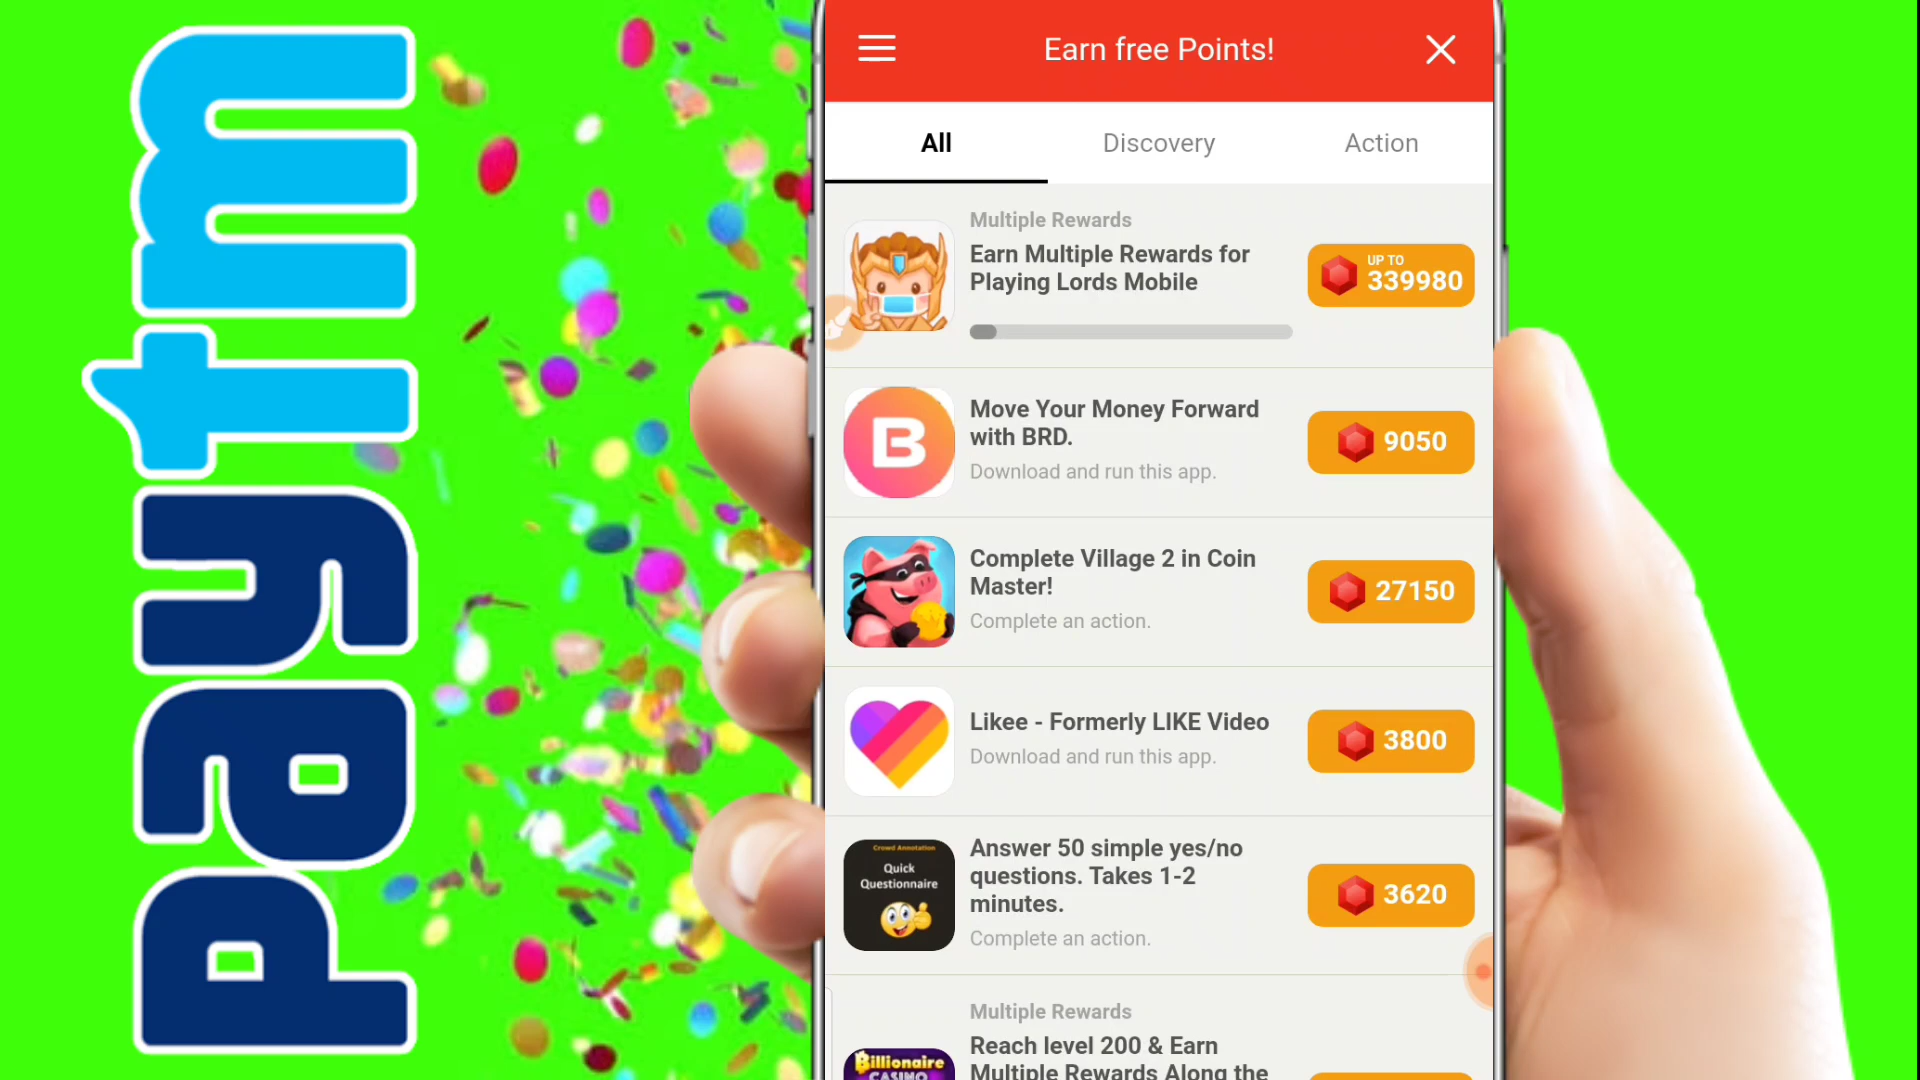 paytm
Earn free Points!
All
Discovery
Action
Multiple Rewards
Earn Multiple Rewards for
Playing Lords Mobile
UP TO
339980
B
Move Your Money Forward
with BRD.
Download and run this app.
9050
Complete Village 2 in Coin
Master!
Complete an action.
27150
Likee - Formerly LIKE Video
Download and run this app.
3800
Crowd Annotation
Quick
Questionnaire
Answer 50 simple yes/no
questions. Takes 1-2
minutes.
Complete an action.
3620
Multiple Rewards
Billionaire
CASINO
Reach level 200 & Earn
Multiple Rewards Along the